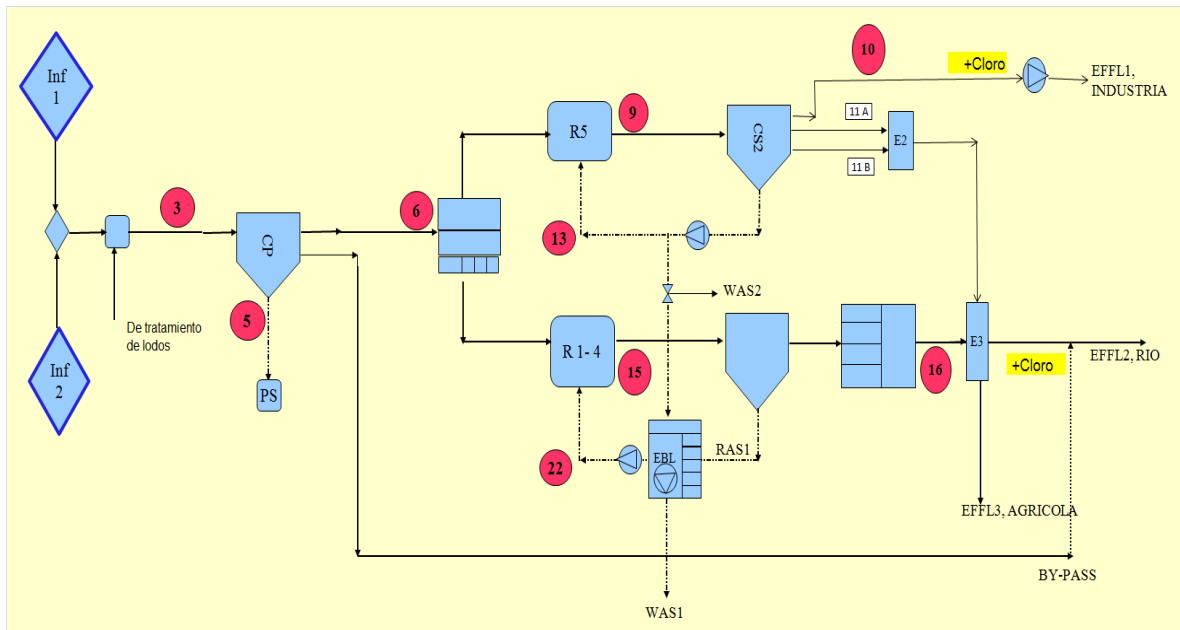 Inf
1
10
+Cloro
EFFL1,
INDUSTRIA
R5
9
CS2
11 A
E2
11 B
3
6
CP
13
WAS2
5
De tratamiento
de lodos
Inf
2
PS
R 1- 4
15
16
E3
+Cloro
EFFL2, RIO
22
EBL
RAS1
EFFL3, AGRICOLA
BY-PASS
WAS1